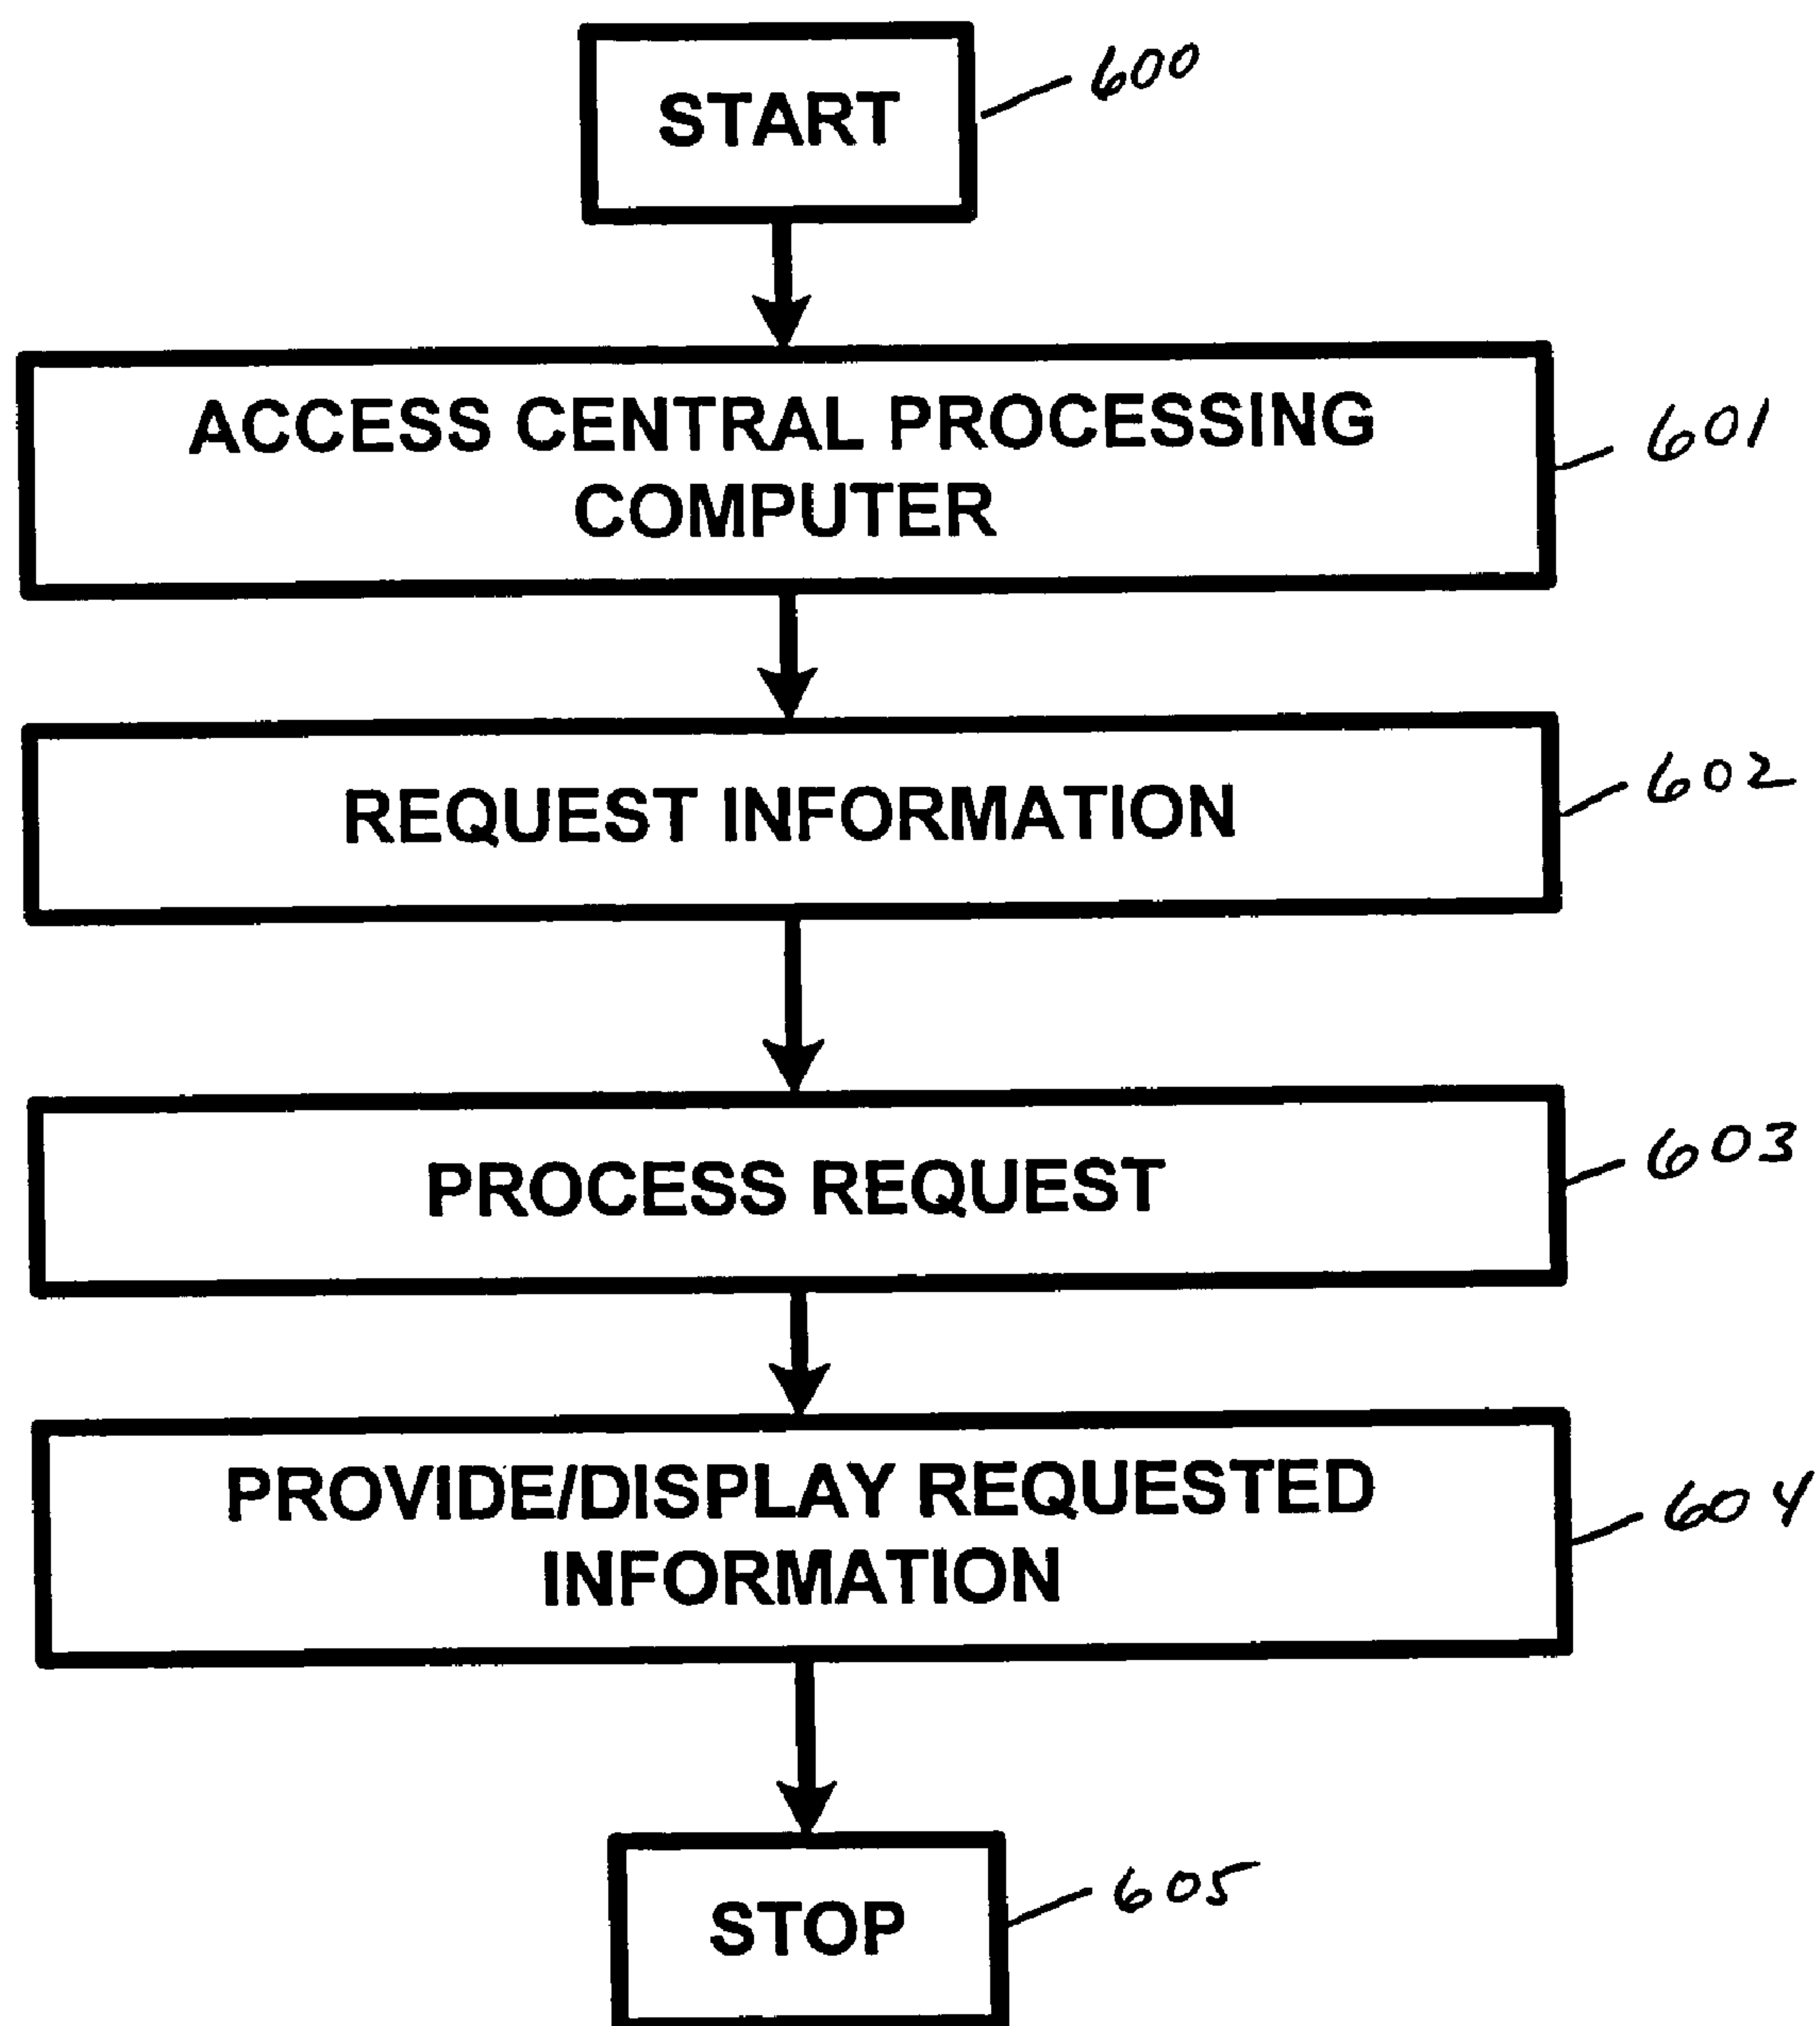 START
600
ACCESS CENTRAL PROCESSING
COMPUTER
601
REQUEST INFORMATION
602
PROCESS REQUEST
603
PROVIDE/DISPLAY REQUESTED
INFORMATION
604
STOP
605